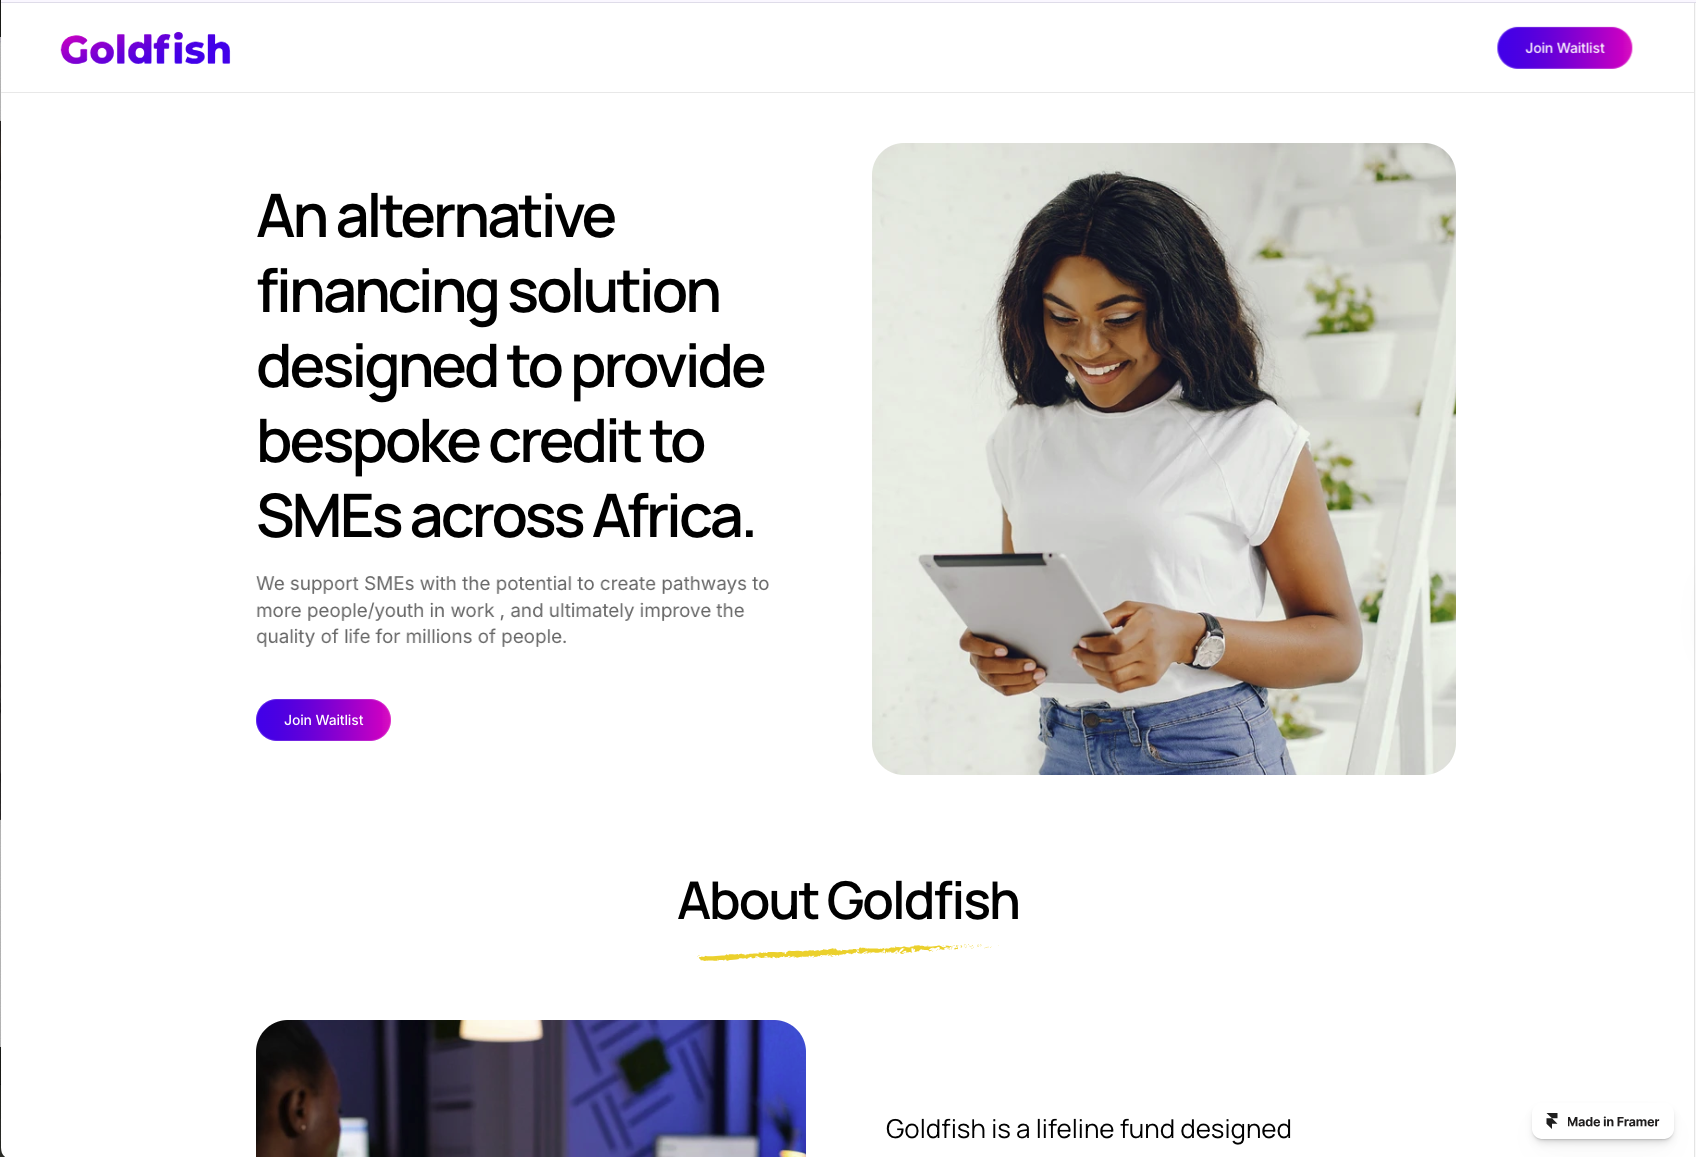 Goldfish
Join Waitlist
An alternative
financing solution
designed to provide
bespoke credit to
SMEs across Africa.
We support SMEs with the potential to create pathways to
more people/youth in work , and ultimately improve the
quality of life for millions of people.
Join Waitlist
About Goldfish
Goldfish is a lifeline fund designed
Made in Framer